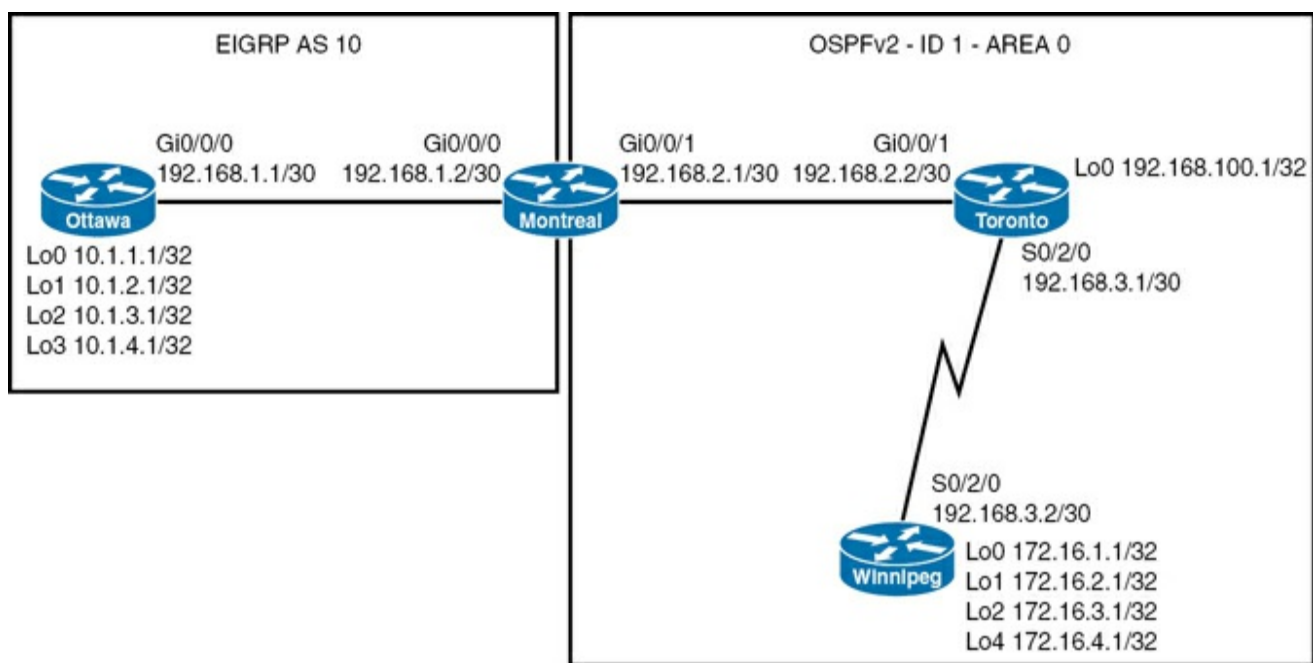 EIGRP AS 10
OSPFv2 - ID 1 - AREA 0
Gi0/0/0
192.168.1.1/30
Gi0/0/0
192.168.1.2/30
Gi0/0/1
192.168.2.1/30
Gi0/0/1
192.168.2.2/30
Lo0 192.168.100.1/32
Ottawa
Montreal
Toronto
Lo0 10.1.1.1/32
Lo1 10.1.2.1/32
Lo2 10.1.3.1/32
Lo3 10.1.4.1/32
S0/2/0
192.168.3.1/30
S0/2/0
192.168.3.2/30
Winnipeg
Lo0 172.16.1.1/32
Lo1 172.16.2.1/32
Lo2 172.16.3.1/32
Lo4 172.16.4.1/32